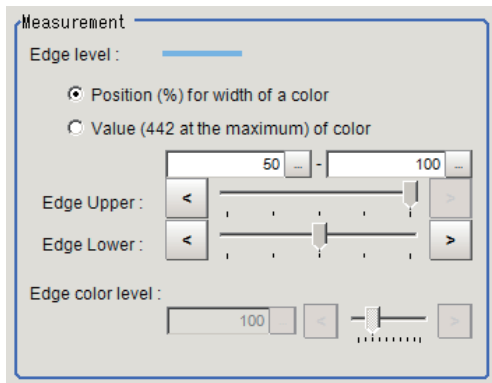 Measurement
Edge level :
Position (%) for width of a color
Value (442 at the maximum) of color
50 ... - 100 ...
Edge Upper : < >
Edge Lower : < >
Edge color level :
100 ... < >